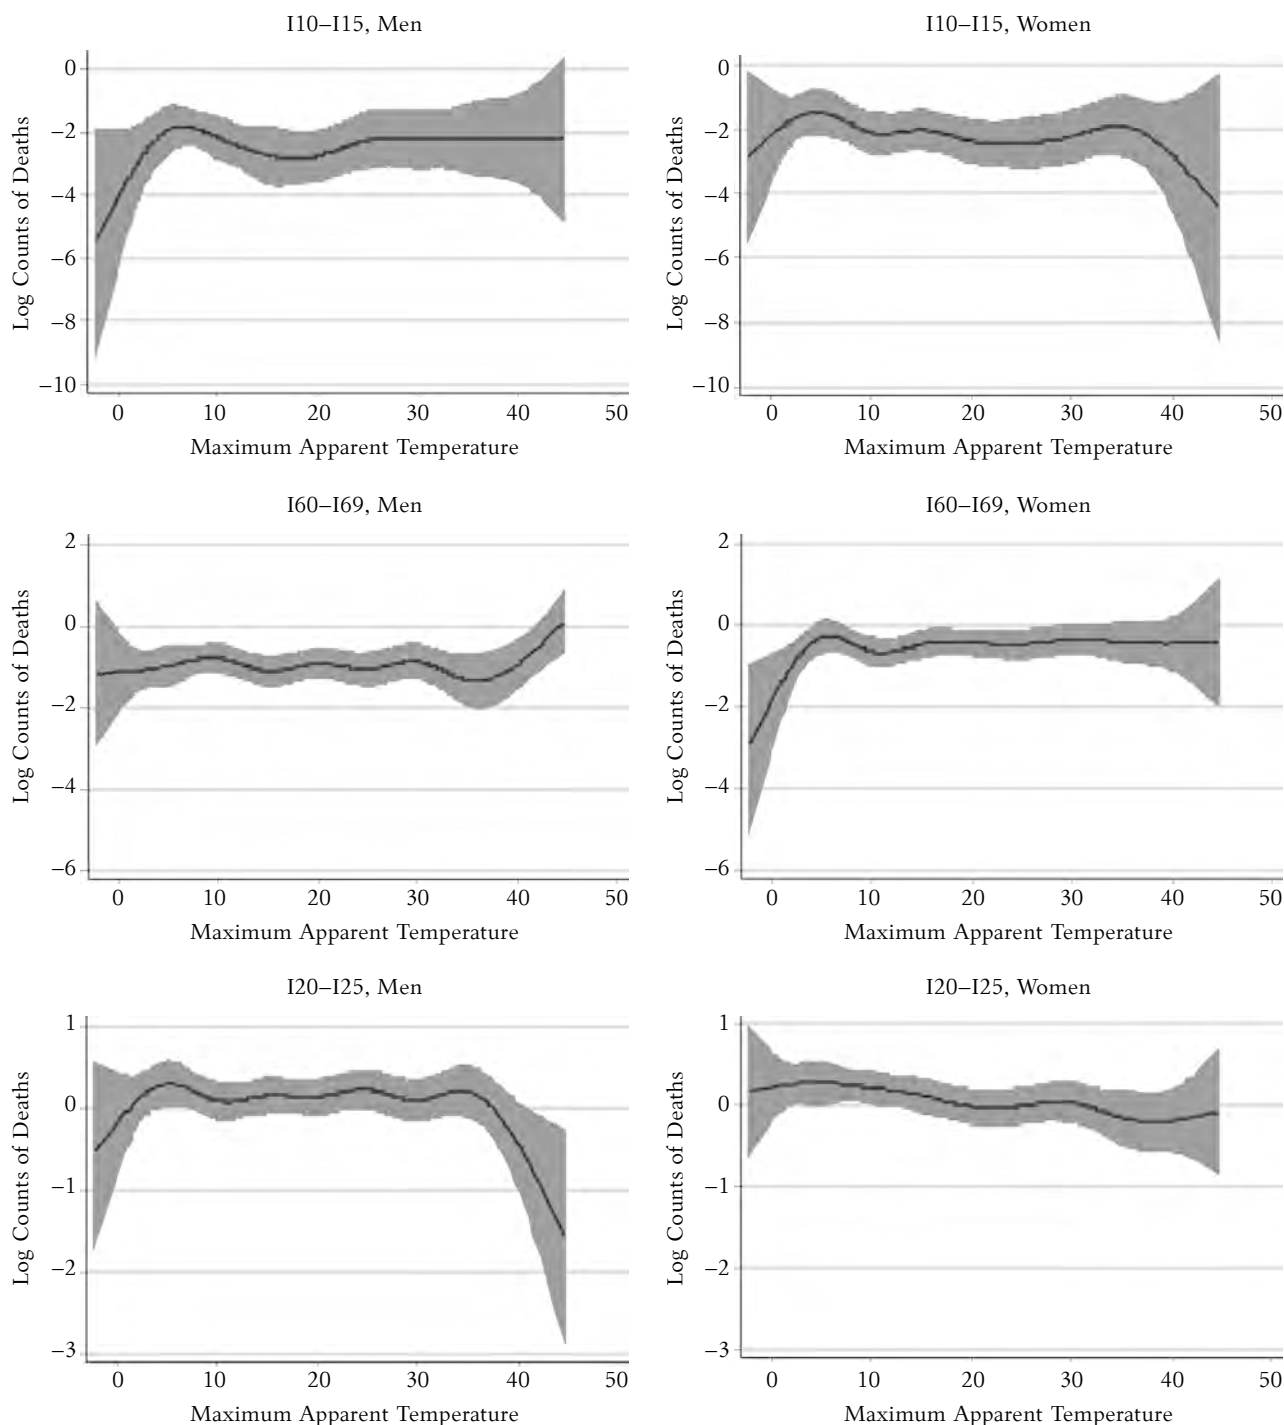 I10–I15, Men
0
−2
−4
−6
−8
−10
Log Counts of Deaths
0 10 20 30 40 50
Maximum Apparent Temperature
I10–I15, Women
0
−2
−4
−6
−8
−10
Log Counts of Deaths
0 10 20 30 40 50
Maximum Apparent Temperature
I60–I69, Men
2
0
−2
−4
−6
Log Counts of Deaths
0 10 20 30 40 50
Maximum Apparent Temperature
I60–I69, Women
2
0
−2
−4
−6
Log Counts of Deaths
0 10 20 30 40 50
Maximum Apparent Temperature
I20–I25, Men
1
0
−1
−2
−3
Log Counts of Deaths
0 10 20 30 40 50
Maximum Apparent Temperature
I20–I25, Women
1
0
−1
−2
−3
Log Counts of Deaths
0 10 20 30 40 50
Maximum Apparent Temperature